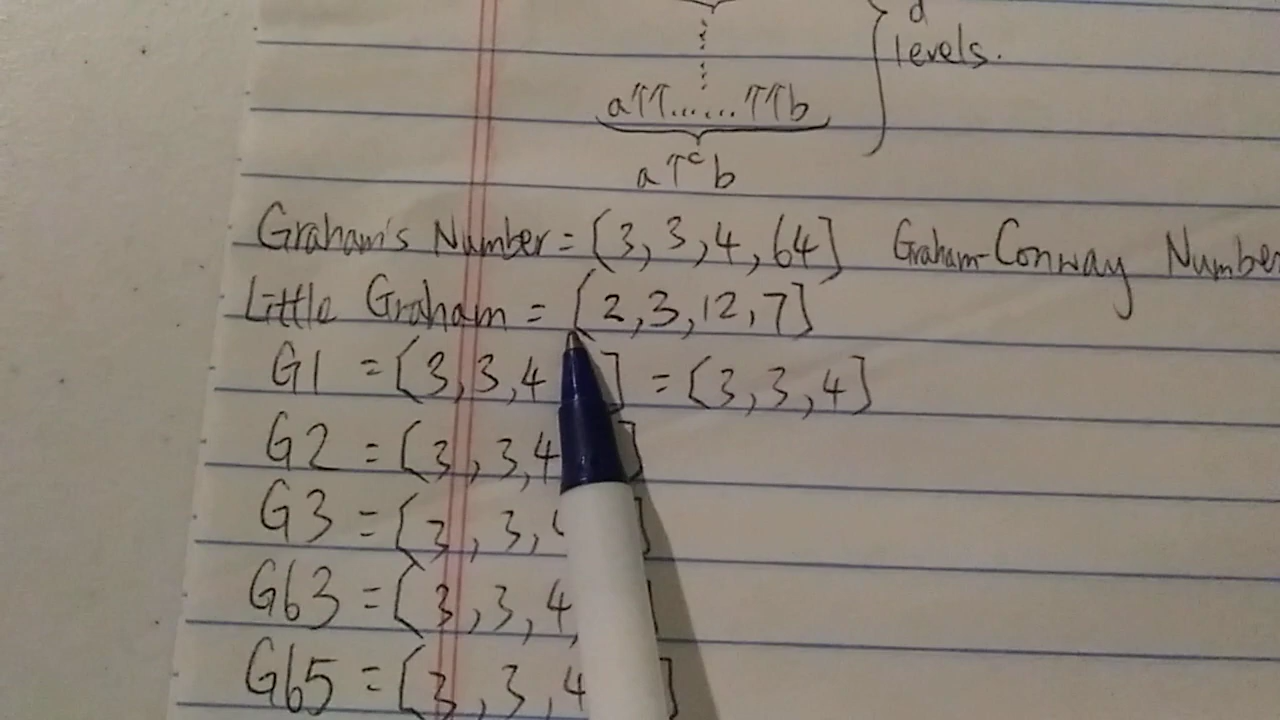 d
levels.
a↑↑.......↑↑b
a↑ᶜb
Graham's Number = [3, 3, 4, 64] Graham-Conway Number
Little Graham = [2, 3, 12, 7]
G1 = [3, 3, 4 ] = [3, 3, 4]
G2 = [3, 3, 4 ]
G3 = [3, 3, ]
G63 = [3, 3, 4, ]
G65 = [3, 3, 4 ]